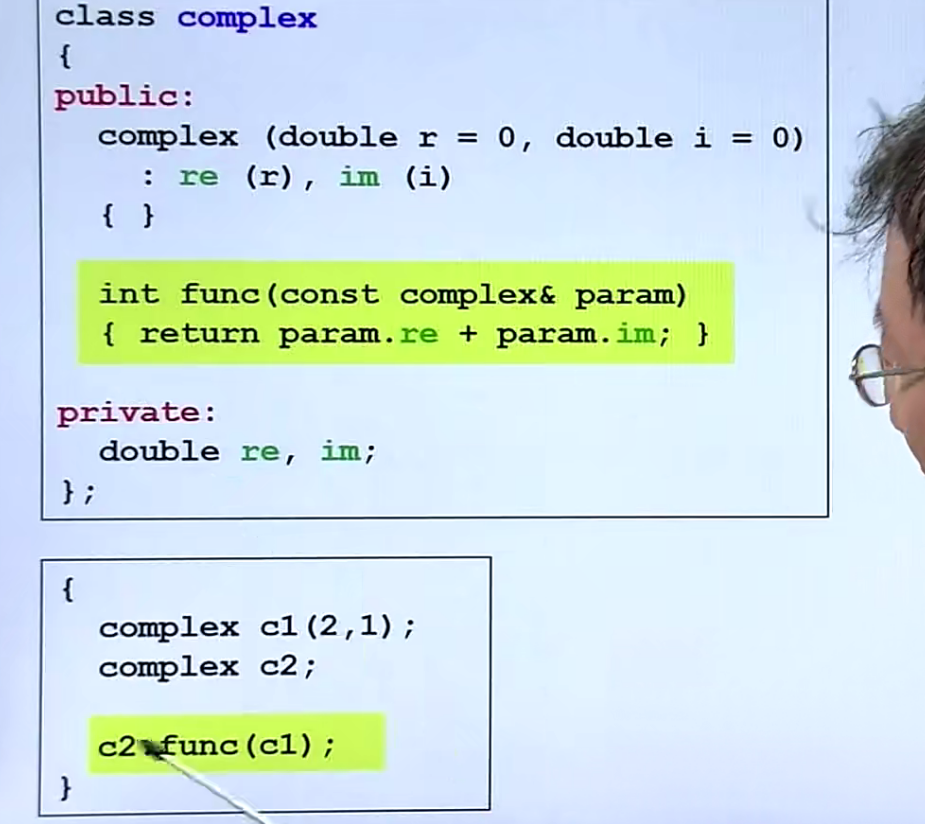 class complex
{
public:
complex (double r = 0, double i = 0)
: re (r), im (i)
{ }
int func(const complex& param)
{ return param.re + param.im; }
private:
double re, im;
};
{
complex c1(2,1);
complex c2;
c2.func(c1);
}